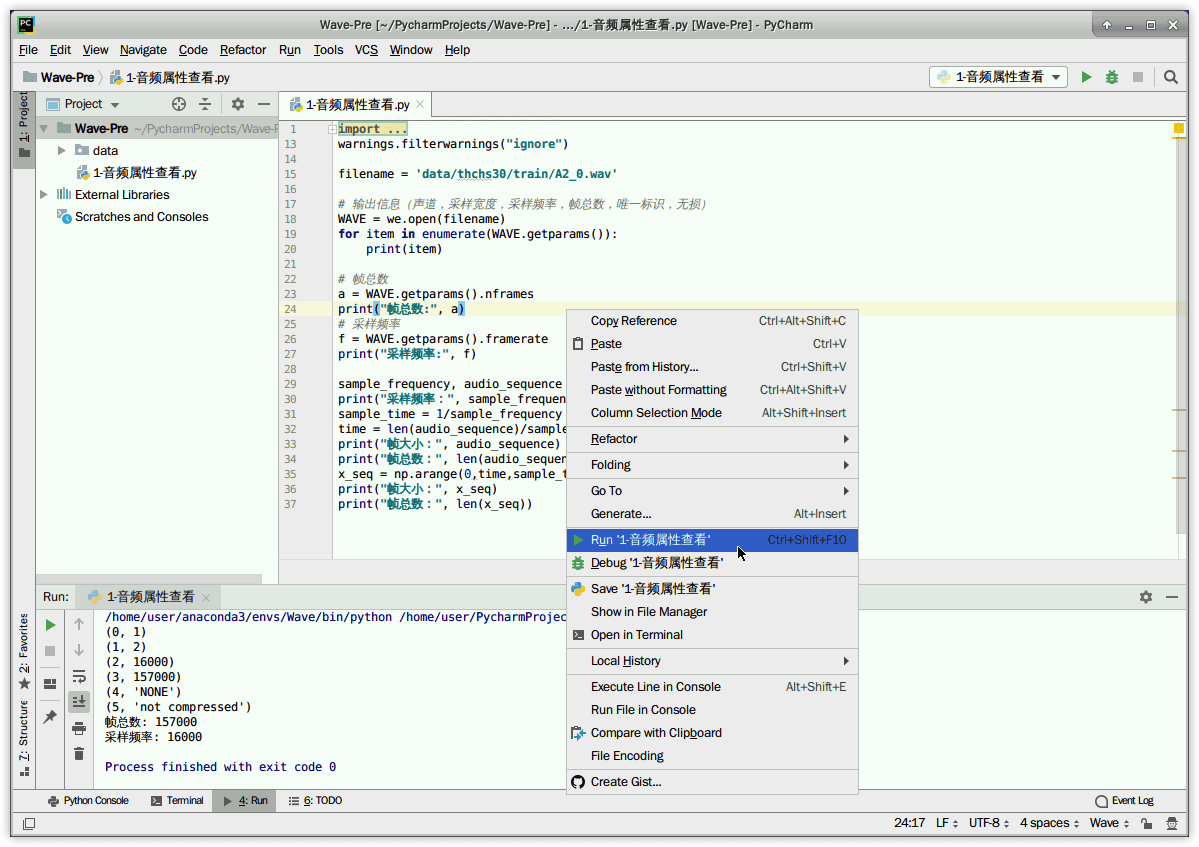 Wave-Pre [~/PycharmProjects/Wave-Pre] - .../1-音频属性查看.py [Wave-Pre] - PyCharm
File Edit View Navigate Code Refactor Run Tools VCS Window Help
Wave-Pre 1-音频属性查看.py 1-音频属性查看
1: Project
Project
1-音频属性查看.py
Wave-Pre ~/PycharmProjects/Wave-P
data
1-音频属性查看.py
External Libraries
Scratches and Consoles
1 import ...
13 warnings.filterwarnings("ignore")
14
15 filename = 'data/thchs30/train/A2_0.wav'
16
17 # 输出信息（声道，采样宽度，采样频率，帧总数，唯一标识，无损）
18 WAVE = we.open(filename)
19 for item in enumerate(WAVE.getparams()):
20 print(item)
21
22 # 帧总数
23 a = WAVE.getparams().nframes
24 print("帧总数:", a)
25 # 采样频率
26 f = WAVE.getparams().framerate
27 print("采样频率:", f)
28
29 sample_frequency, audio_sequence
30 print("采样频率：", sample_frequen
31 sample_time = 1/sample_frequency
32 time = len(audio_sequence)/sample
33 print("帧大小：", audio_sequence)
34 print("帧总数：", len(audio_sequen
35 x_seq = np.arange(0,time,sample_t
36 print("帧大小：", x_seq)
37 print("帧总数：", len(x_seq))
Copy Reference Ctrl+Alt+Shift+C
Paste Ctrl+V
Paste from History... Ctrl+Shift+V
Paste without Formatting Ctrl+Alt+Shift+V
Column Selection Mode Alt+Shift+Insert
Refactor
Folding
Go To
Generate... Alt+Insert
Run '1-音频属性查看' Ctrl+Shift+F10
Debug '1-音频属性查看'
Save '1-音频属性查看'
Show in File Manager
Open in Terminal
Local History
Execute Line in Console Alt+Shift+E
Run File in Console
Compare with Clipboard
File Encoding
Create Gist...
Run: 1-音频属性查看
/home/user/anaconda3/envs/Wave/bin/python /home/user/PycharmProjec
(0, 1)
(1, 2)
(2, 16000)
(3, 157000)
(4, 'NONE')
(5, 'not compressed')
帧总数: 157000
采样频率: 16000
Process finished with exit code 0
2: Favorites
7: Structure
Python Console Terminal 4: Run 6: TODO Event Log
24:17 LF UTF-8 4 spaces Wave